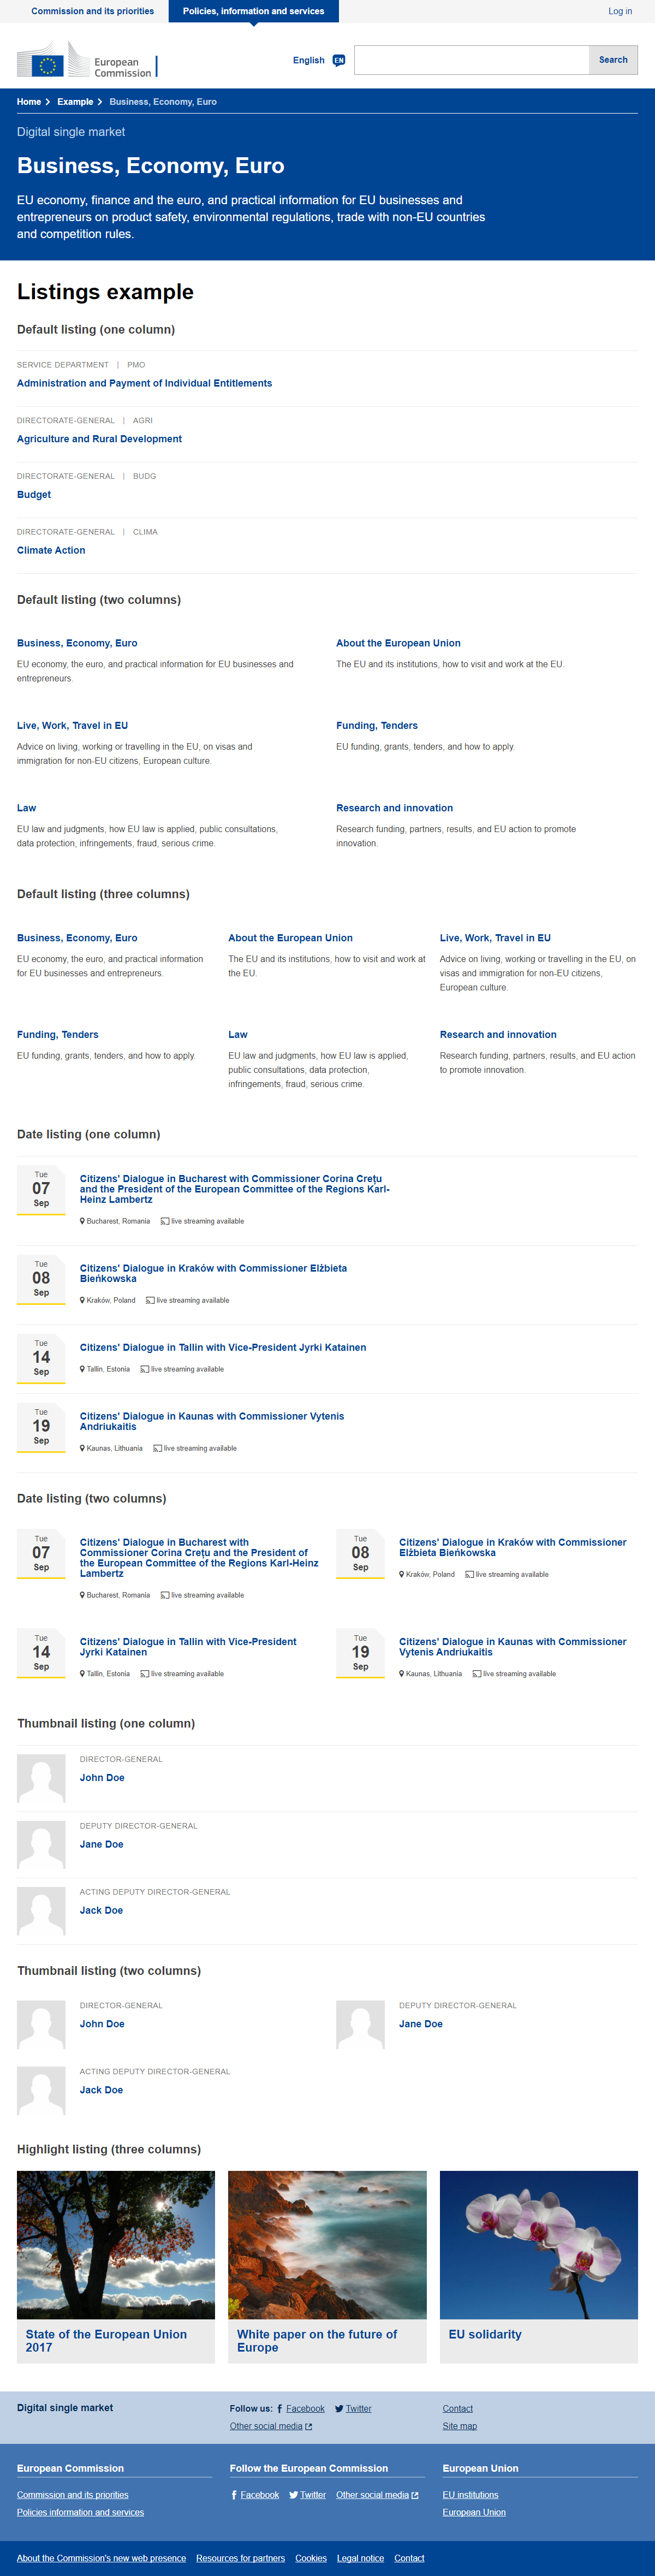 Commission and its priorities
Policies, information and services
Log in
European
Commission
English
EN
Search
Home
Example
Business, Economy, Euro
Digital single market
Business, Economy, Euro
EU economy, finance and the euro, and practical information for EU businesses and
entrepreneurs on product safety, environmental regulations, trade with non-EU countries
and competition rules.
Listings example
Default listing (one column)
SERVICE DEPARTMENT | PMO
Administration and Payment of Individual Entitlements
DIRECTORATE-GENERAL | AGRI
Agriculture and Rural Development
DIRECTORATE-GENERAL | BUDG
Budget
DIRECTORATE-GENERAL | CLIMA
Climate Action
Default listing (two columns)
Business, Economy, Euro
EU economy, the euro, and practical information for EU businesses and
entrepreneurs.
About the European Union
The EU and its institutions, how to visit and work at the EU.
Live, Work, Travel in EU
Advice on living, working or travelling in the EU, on visas and
immigration for non-EU citizens, European culture.
Funding, Tenders
EU funding, grants, tenders, and how to apply.
Law
EU law and judgments, how EU law is applied, public consultations,
data protection, infringements, fraud, serious crime.
Research and innovation
Research funding, partners, results, and EU action to promote
innovation.
Default listing (three columns)
Business, Economy, Euro
EU economy, the euro, and practical information
for EU businesses and entrepreneurs.
About the European Union
The EU and its institutions, how to visit and work at
the EU.
Live, Work, Travel in EU
Advice on living, working or travelling in the EU, on
visas and immigration for non-EU citizens,
European culture.
Funding, Tenders
EU funding, grants, tenders, and how to apply.
Law
EU law and judgments, how EU law is applied,
public consultations, data protection,
infringements, fraud, serious crime.
Research and innovation
Research funding, partners, results, and EU action
to promote innovation.
Date listing (one column)
Tue
07
Sep
Citizens' Dialogue in Bucharest with Commissioner Corina Crețu
and the President of the European Committee of the Regions Karl-
Heinz Lambertz
Bucharest, Romania
live streaming available
Tue
08
Sep
Citizens' Dialogue in Kraków with Commissioner Elżbieta
Bieńkowska
Kraków, Poland
live streaming available
Tue
14
Sep
Citizens' Dialogue in Tallin with Vice-President Jyrki Katainen
Tallin, Estonia
live streaming available
Tue
19
Sep
Citizens' Dialogue in Kaunas with Commissioner Vytenis
Andriukaitis
Kaunas, Lithuania
live streaming available
Date listing (two columns)
Tue
07
Sep
Citizens' Dialogue in Bucharest with
Commissioner Corina Crețu and the President of
the European Committee of the Regions Karl-Heinz
Lambertz
Bucharest, Romania
live streaming available
Tue
08
Sep
Citizens' Dialogue in Kraków with Commissioner
Elżbieta Bieńkowska
Kraków, Poland
live streaming available
Tue
14
Sep
Citizens' Dialogue in Tallin with Vice-President
Jyrki Katainen
Tallin, Estonia
live streaming available
Tue
19
Sep
Citizens' Dialogue in Kaunas with Commissioner
Vytenis Andriukaitis
Kaunas, Lithuania
live streaming available
Thumbnail listing (one column)
DIRECTOR-GENERAL
John Doe
DEPUTY DIRECTOR-GENERAL
Jane Doe
ACTING DEPUTY DIRECTOR-GENERAL
Jack Doe
Thumbnail listing (two columns)
DIRECTOR-GENERAL
John Doe
DEPUTY DIRECTOR-GENERAL
Jane Doe
ACTING DEPUTY DIRECTOR-GENERAL
Jack Doe
Highlight listing (three columns)
State of the European Union
2017
White paper on the future of
Europe
EU solidarity
Digital single market
Follow us: Facebook Twitter
Other social media
Contact
Site map
European Commission
Commission and its priorities
Policies information and services
Follow the European Commission
Facebook Twitter Other social media
European Union
EU institutions
European Union
About the Commission's new web presence Resources for partners Cookies Legal notice Contact